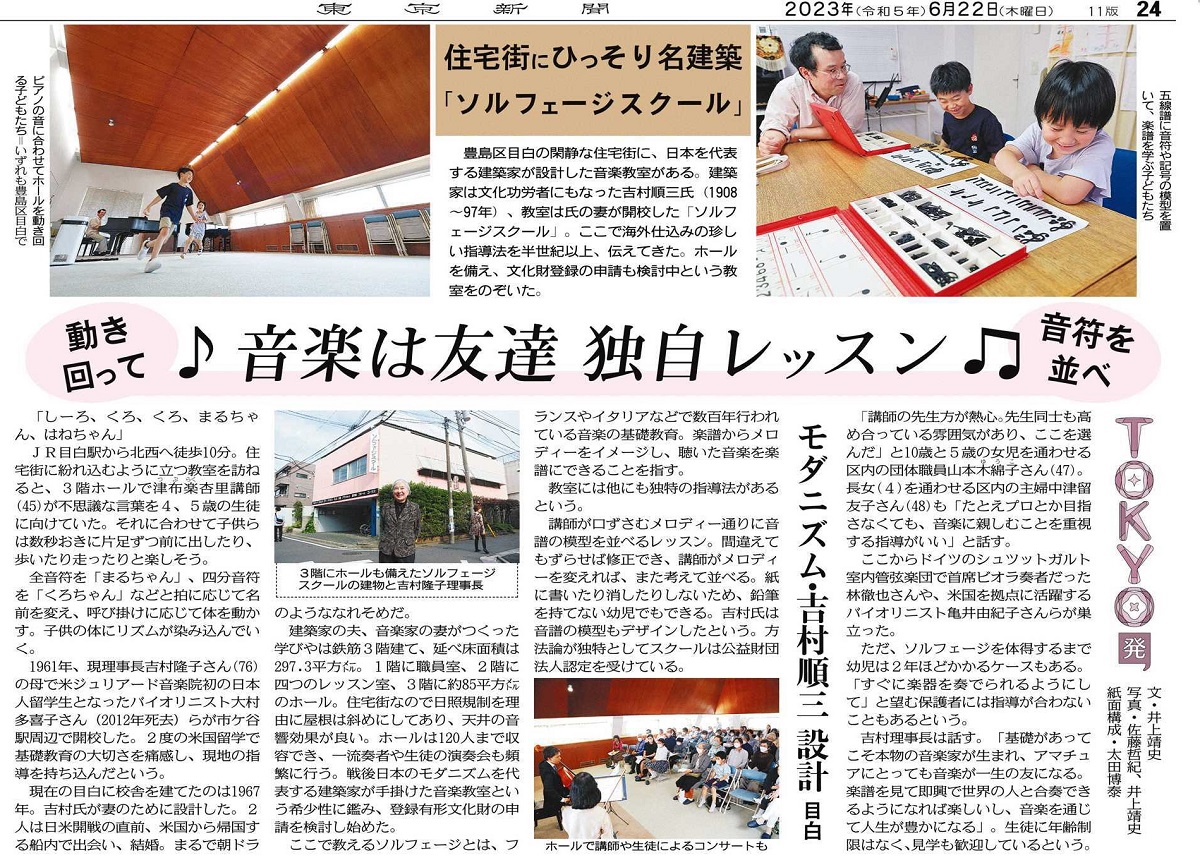 東京新聞
2023年(令和5年)6月22日(木曜日)
11版 24
ピアノの音に合わせてホールを動き回
る子どもたち=いずれも豊島区目白で
住宅街にひっそり名建築
「ソルフェージスクール」
豊島区目白の閑静な住宅街に、日本を代表
する建築家が設計した音楽教室がある。建築
家は文化功労者にもなった吉村順三氏(1908
~97年)、教室は氏の妻が開校した「ソルフ
ェージスクール」。ここで海外仕込みの珍し
い指導法を半世紀以上、伝えてきた。ホール
を備え、文化財登録の申請も検討中という教
室をのぞいた。
五線譜に音符や記号の模型を置
いて、楽譜を学ぶ子どもたち
動き
回って
♪音楽は友達 独自レッスン♫
音符を
並べ
「しーろ、くろ、くろ、まるちゃ
ん、はねちゃん」
JR目白駅から北西へ徒歩10分。住
宅街に紛れ込むように立つ教室を訪ね
ると、3階ホールで津布楽杏里講師
(45)が不思議な言葉を4、5歳の生徒
に向けていた。それに合わせて子供ら
は数秒おきに片足ずつ前に出したり、
歩いたり走ったりと楽しそう。
全音符を「まるちゃん」、四分音符
を「くろちゃん」などと拍に応じて名
前を変え、呼び掛けに応じて体を動か
す。子供の体にリズムが染み込んでい
く。
1961年、現理事長吉村隆子さん(76)
の母で米ジュリアード音楽院初の日本
人留学生となったバイオリニスト大村
多喜子さん(2012年死去)らが市ケ谷
駅周辺で開校した。2度の米国留学で
基礎教育の大切さを痛感し、現地の指
導を持ち込んだという。
現在の目白に校舎を建てたのは1967
年。吉村氏が妻のために設計した。2
人は日米開戦の直前、米国から帰国す
る船内で出会い、結婚。まるで朝ドラ
3階にホールも備えたソルフェージ
スクールの建物と吉村隆子理事長
のようななれそめだ。
建築家の夫、音楽家の妻がつくった
学びやは鉄筋3階建て、延べ床面積は
297.3平方㍍。1階に職員室、2階に
四つのレッスン室、3階に約85平方㍍
のホール。住宅街なので日照規制を理
由に屋根は斜めにしてあり、天井の音
響効果が良い。ホールは120人まで収
容でき、一流奏者や生徒の演奏会も頻
繁に行う。戦後日本のモダニズムを代
表する建築家が手掛けた音楽教室とい
う希少性に鑑み、登録有形文化財の申
請を検討し始めた。
ここで教えるソルフェージとは、フ
ランスやイタリアなどで数百年行われ
ている音楽の基礎教育。楽譜からメロ
ディーをイメージし、聴いた音楽を楽
譜にできることを指す。
教室には他にも独特の指導法がある
という。
講師が口ずさむメロディー通りに音
譜の模型を並べるレッスン。間違えて
もずらせば修正でき、講師がメロディ
ーを変えれば、また考えて並べる。紙
に書いたり消したりしないため、鉛筆
を持てない幼児でもできる。吉村氏は
音譜の模型もデザインしたという。方
法論が独特としてスクールは公益財団
法人認定を受けている。
ホールで講師や生徒によるコンサートも
モダニズム・吉村順三 設計 目白
「講師の先生方が熱心。先生同士も高
め合っている雰囲気があり、ここを選
んだ」と10歳と5歳の女児を通わせる
区内の団体職員山本木綿子さん(47)。
長女(4)を通わせる区内の主婦中津留
友子さん(48)も「たとえプロとか目指
さなくても、音楽に親しむことを重視
する指導がいい」と話す。
ここからドイツのシュツットガルト
室内管弦楽団で首席ビオラ奏者だった
林徹也さんや、米国を拠点に活躍する
バイオリニスト亀井由紀子さんらが巣
立った。
ただ、ソルフェージを体得するまで
幼児は2年ほどかかるケースもある。
「すぐに楽器を奏でられるようにし
て」と望む保護者には指導が合わない
こともあるという。
吉村理事長は話す。「基礎があって
こそ本物の音楽家が生まれ、アマチュ
アにとっても音楽が一生の友になる。
楽譜を見て即興で世界の人と合奏でき
るようになれば楽しいし、音楽を通じ
て人生が豊かになる」。生徒に年齢制
限はなく、見学も歓迎しているという。
TOKYO発
文・井上靖史
写真・佐藤哲紀、井上靖史
紙面構成・太田博泰